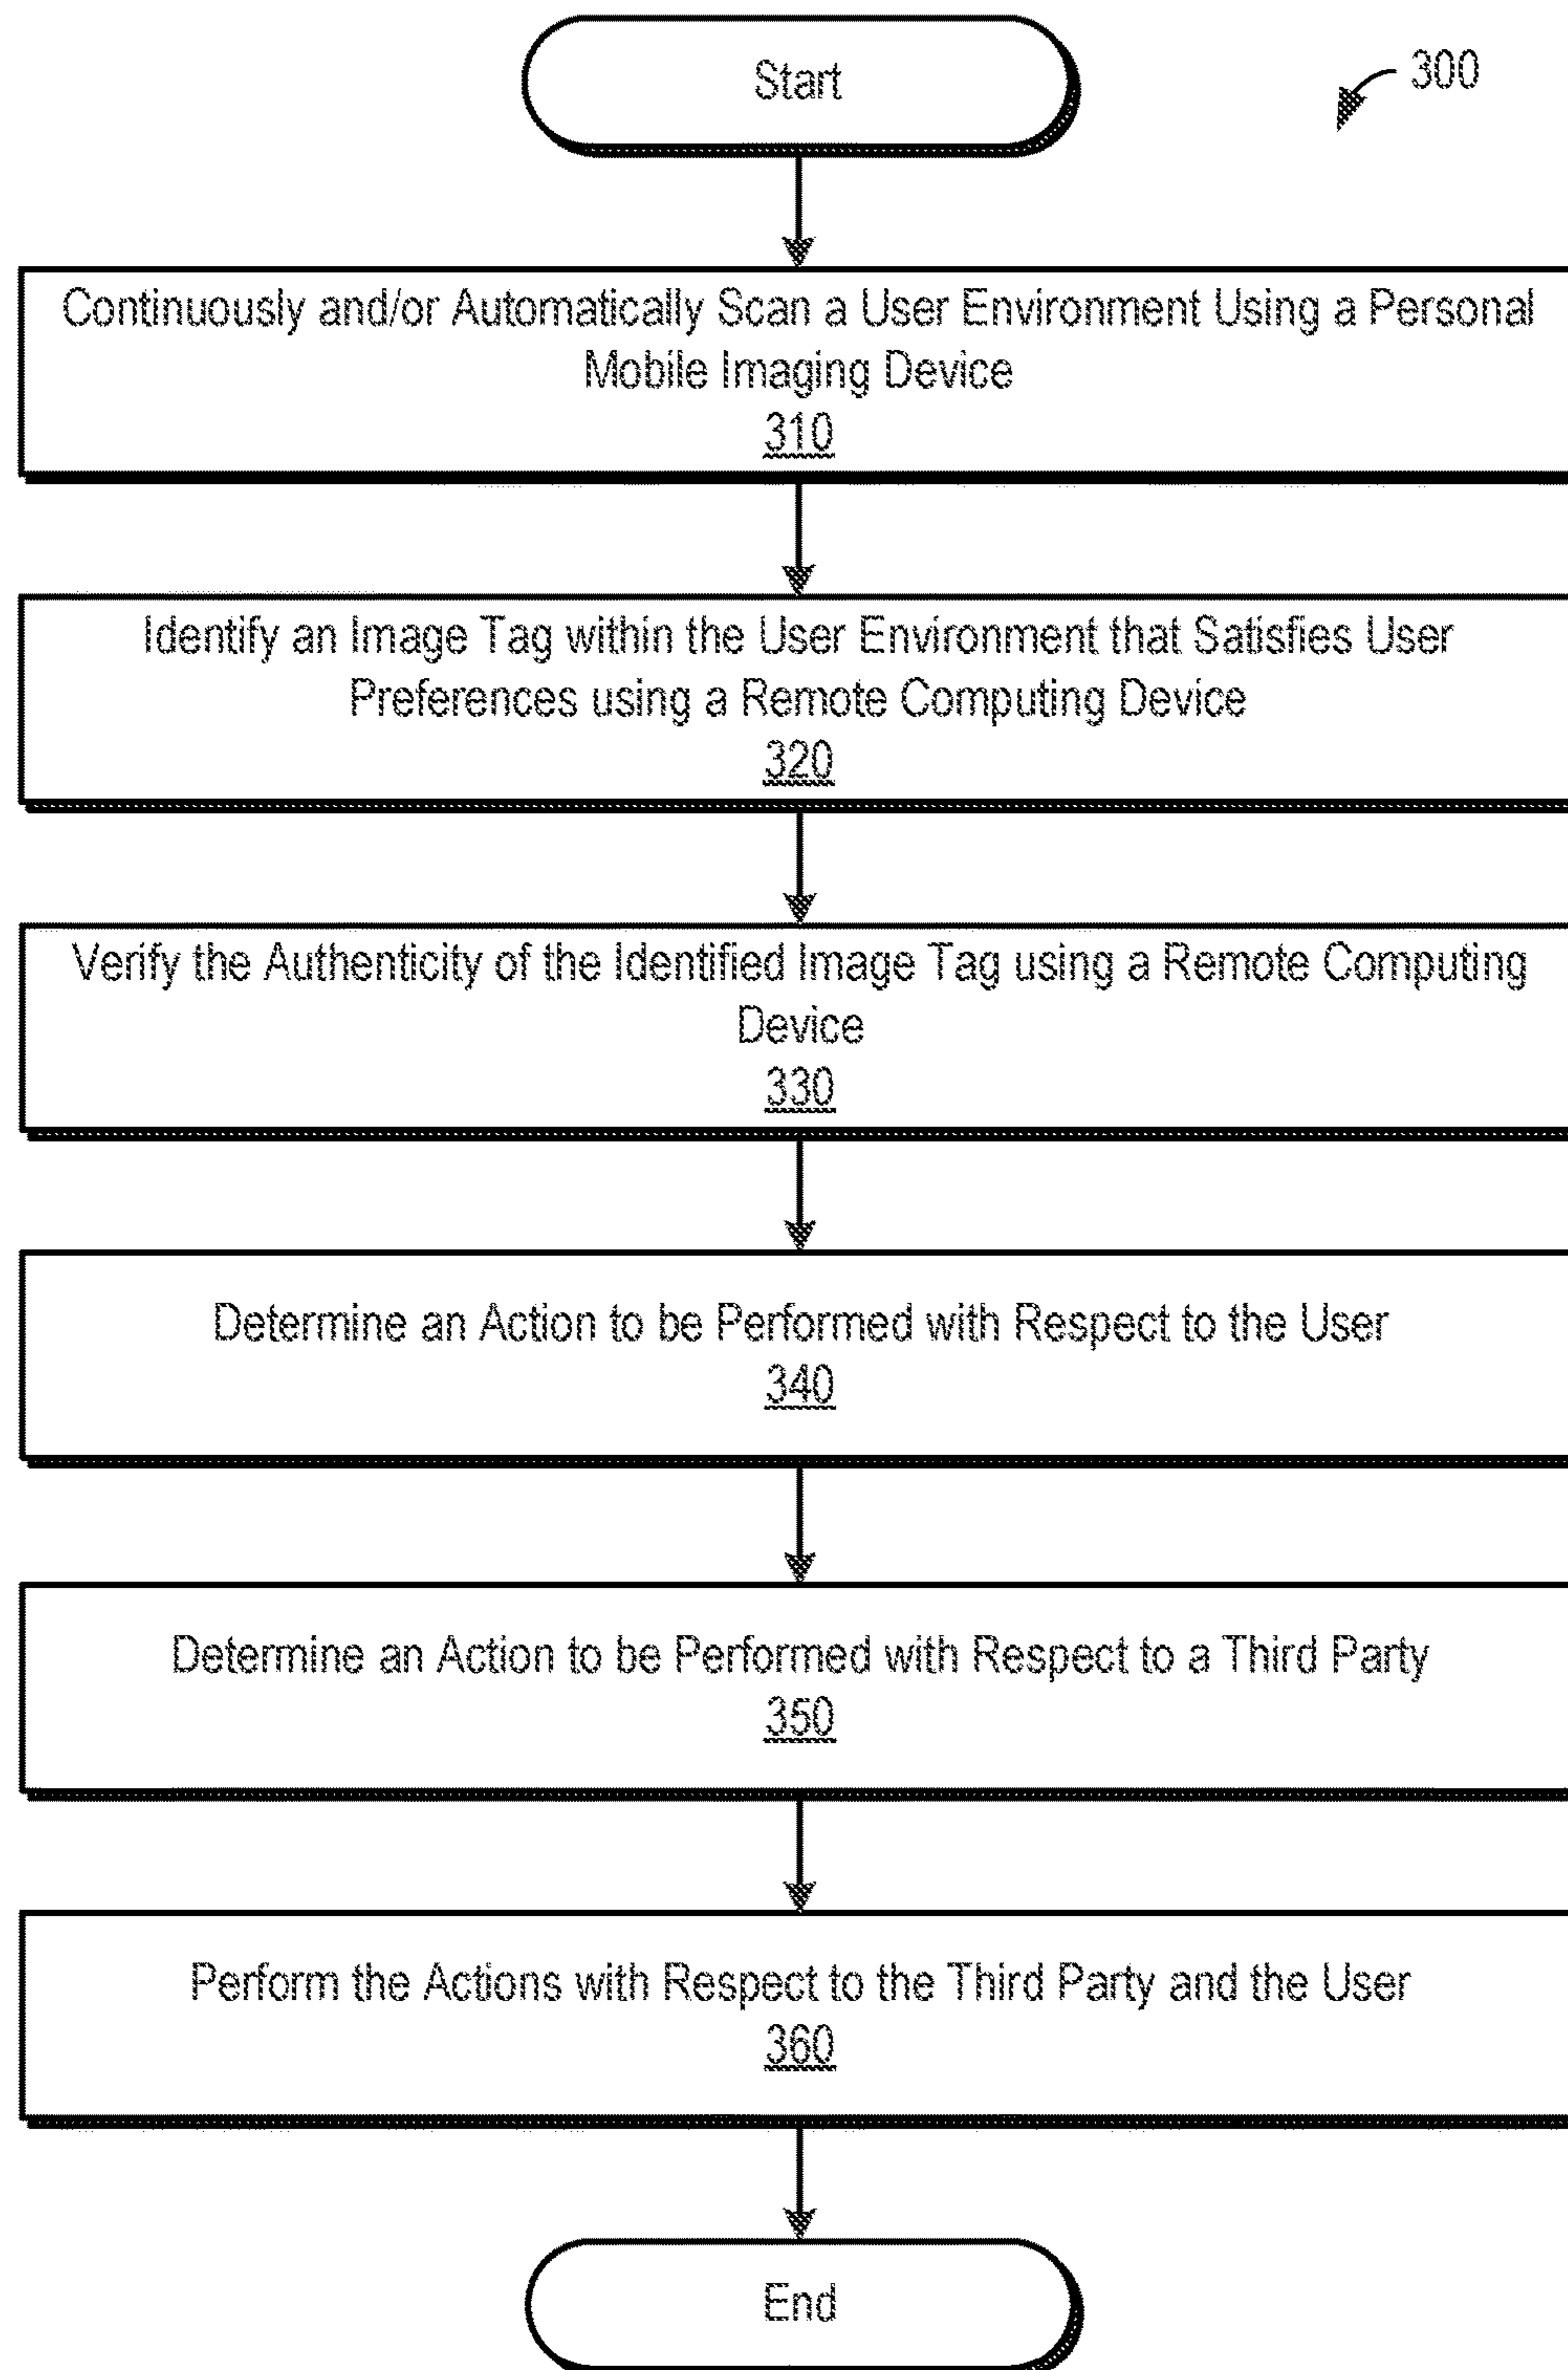 Start
300
Continuously and/or Automatically Scan a User Environment Using a Personal
Mobile Imaging Device
310
Identify an Image Tag within the User Environment that Satisfies User
Preferences using a Remote Computing Device
320
Verify the Authenticity of the Identified Image Tag using a Remote Computing
Device
330
Determine an Action to be Performed with Respect to the User
340
Determine an Action to be Performed with Respect to a Third Party
350
Perform the Actions with Respect to the Third Party and the User
360
End